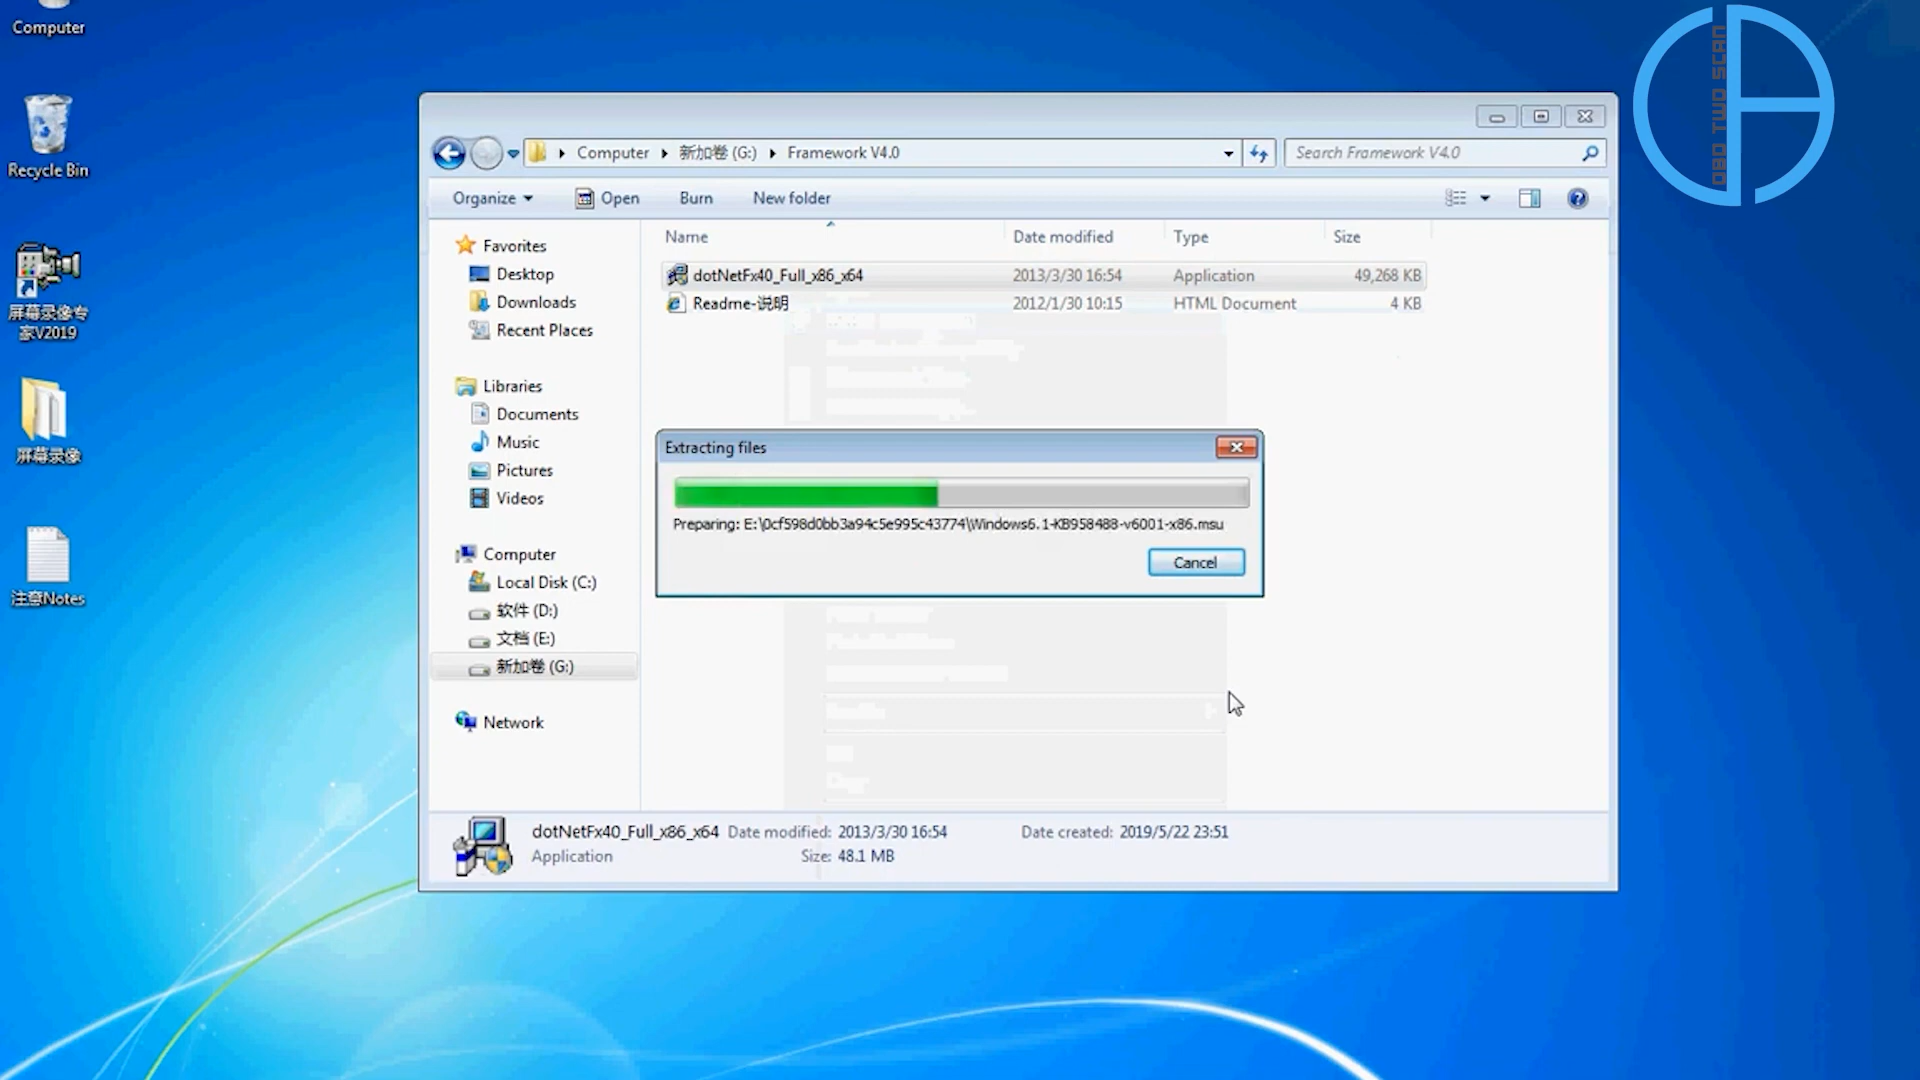 Computer
Recycle Bin
屏幕录像专
家V2019
屏幕录像
注意Notes
OBD TWO SCAN
Computer 新加卷 (G:) Framework V4.0
Search Framework V4.0
Organize Open Burn New folder
Name Date modified Type Size
dotNetFx40_Full_x86_x64 2013/3/30 16:54 Application 49,268 KB
Readme-说明 2012/1/30 10:15 HTML Document 4 KB
Favorites
Desktop
Downloads
Recent Places
Libraries
Documents
Music
Pictures
Videos
Computer
Local Disk (C:)
软件 (D:)
文档 (E:)
新加卷 (G:)
Network
Extracting files
Preparing: E:\0cf598d0bb3a94c5e995c43774\Windows6.1-KB958488-v6001-x86.msu
Cancel
dotNetFx40_Full_x86_x64 Date modified: 2013/3/30 16:54 Date created: 2019/5/22 23:51
Application Size: 48.1 MB